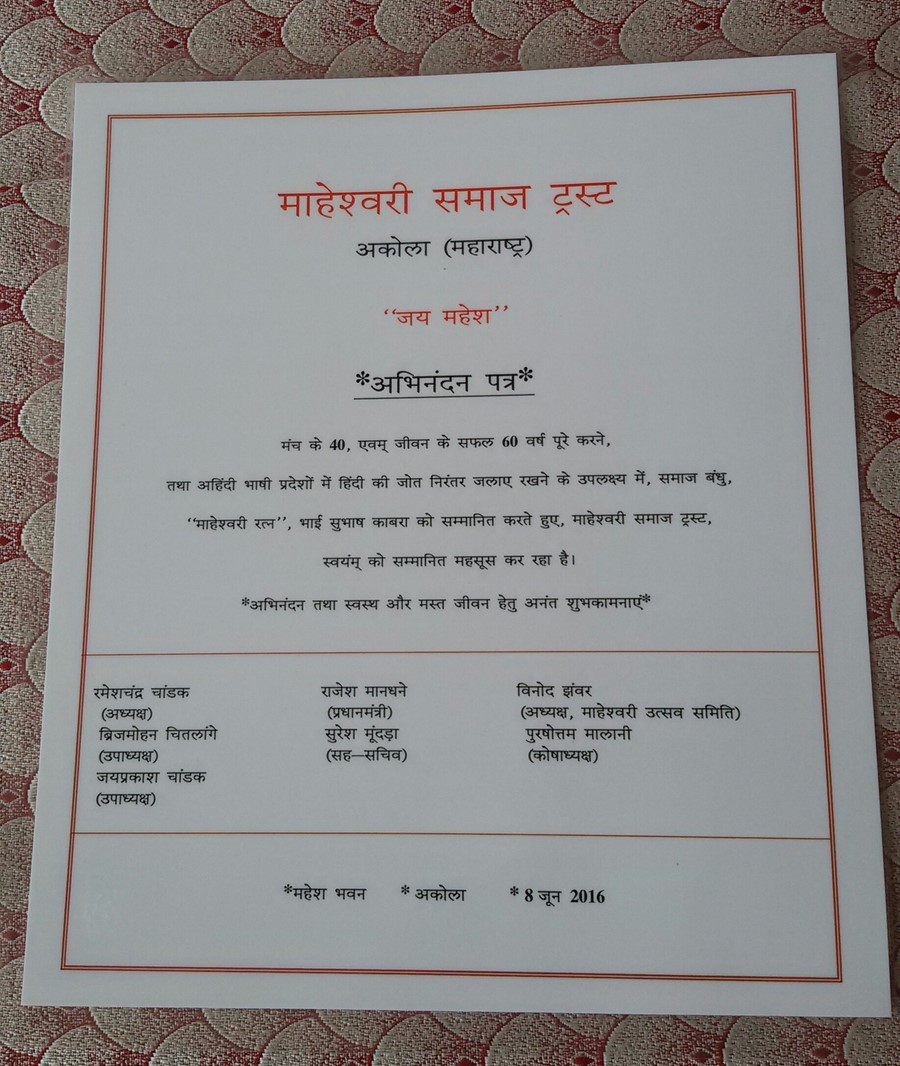 माहेश्वरी समाज ट्रस्ट
अकोला (महाराष्ट्र)
‘‘जय महेश’’
*अभिनंदन पत्र*
मंच के 40, एवम् जीवन के सफल 60 वर्ष पूरे करने,
तथा अहिंदी भाषी प्रदेशों में हिंदी की जोत निरंतर जलाए रखने के उपलक्ष्य में, समाज बंधु,
‘‘माहेश्वरी रत्न’’, भाई सुभाष काबरा को सम्मानित करते हुए, माहेश्वरी समाज ट्रस्ट,
स्वयंम् को सम्मानित महसूस कर रहा है।
*अभिनंदन तथा स्वस्थ और मस्त जीवन हेतु अनंत शुभकामनाएं*
रमेशचंद्र चांडक
(अध्यक्ष)
ब्रिजमोहन चितलांगे
(उपाध्यक्ष)
जयप्रकाश चांडक
(उपाध्यक्ष)
राजेश मानधने
(प्रधानमंत्री)
सुरेश मूंदड़ा
(सह–सचिव)
विनोद झंवर
(अध्यक्ष, माहेश्वरी उत्सव समिति)
पुरषोत्तम मालानी
(कोषाध्यक्ष)
*महेश भवन * अकोला * 8 जून 2016